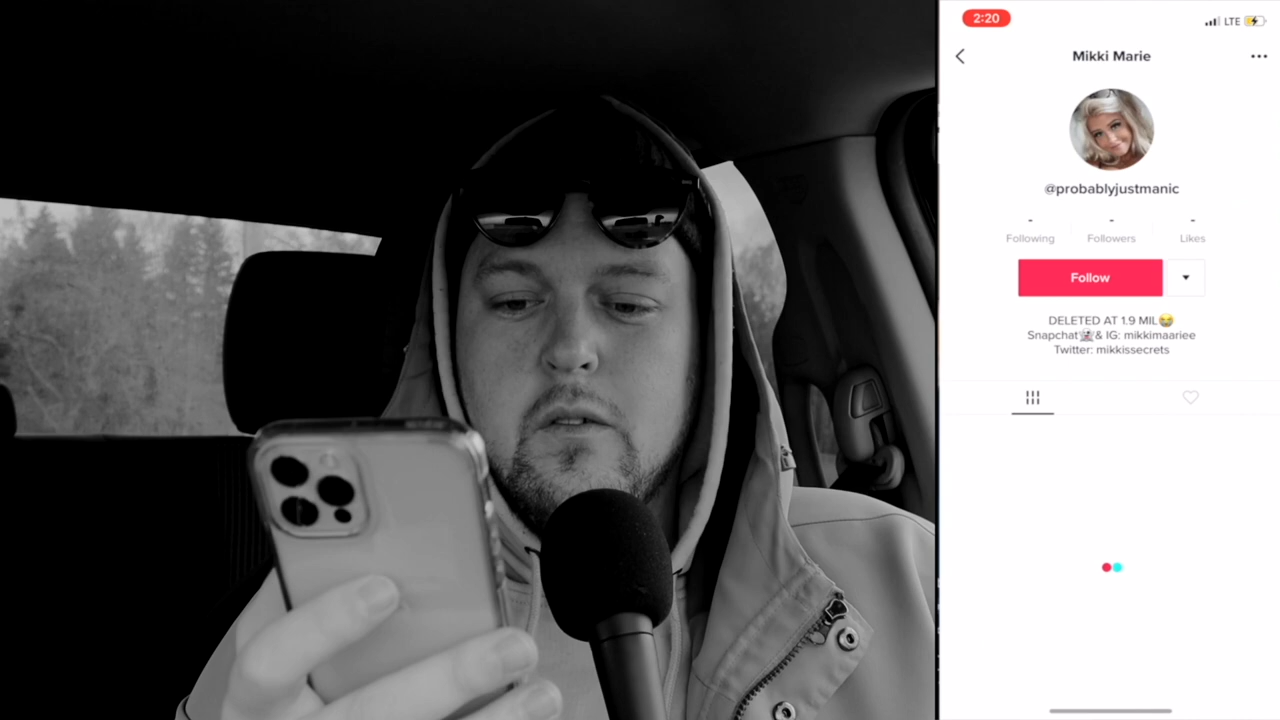 2:20
LTE
Mikki Marie
@probablyjustmanic
- - -
Following Followers Likes
Follow
DELETED AT 1.9 MIL😭
Snapchat👻& IG: mikkimaariee
Twitter: mikkissecrets